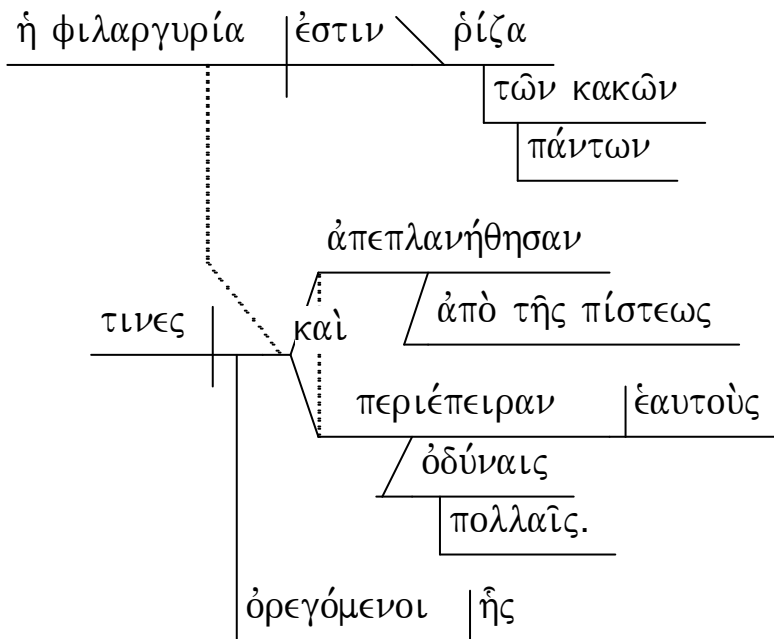 ἡ φιλαργυρία ἐστιν ῥίζα
τῶν κακῶν
πάντων
ἀπεπλανήθησαν
τινες καὶ ἀπὸ τῆς πίστεως
περιέπειραν ἑαυτοὺς
ὀδύναις
πολλαῖς.
ὀρεγόμενοι ἧς